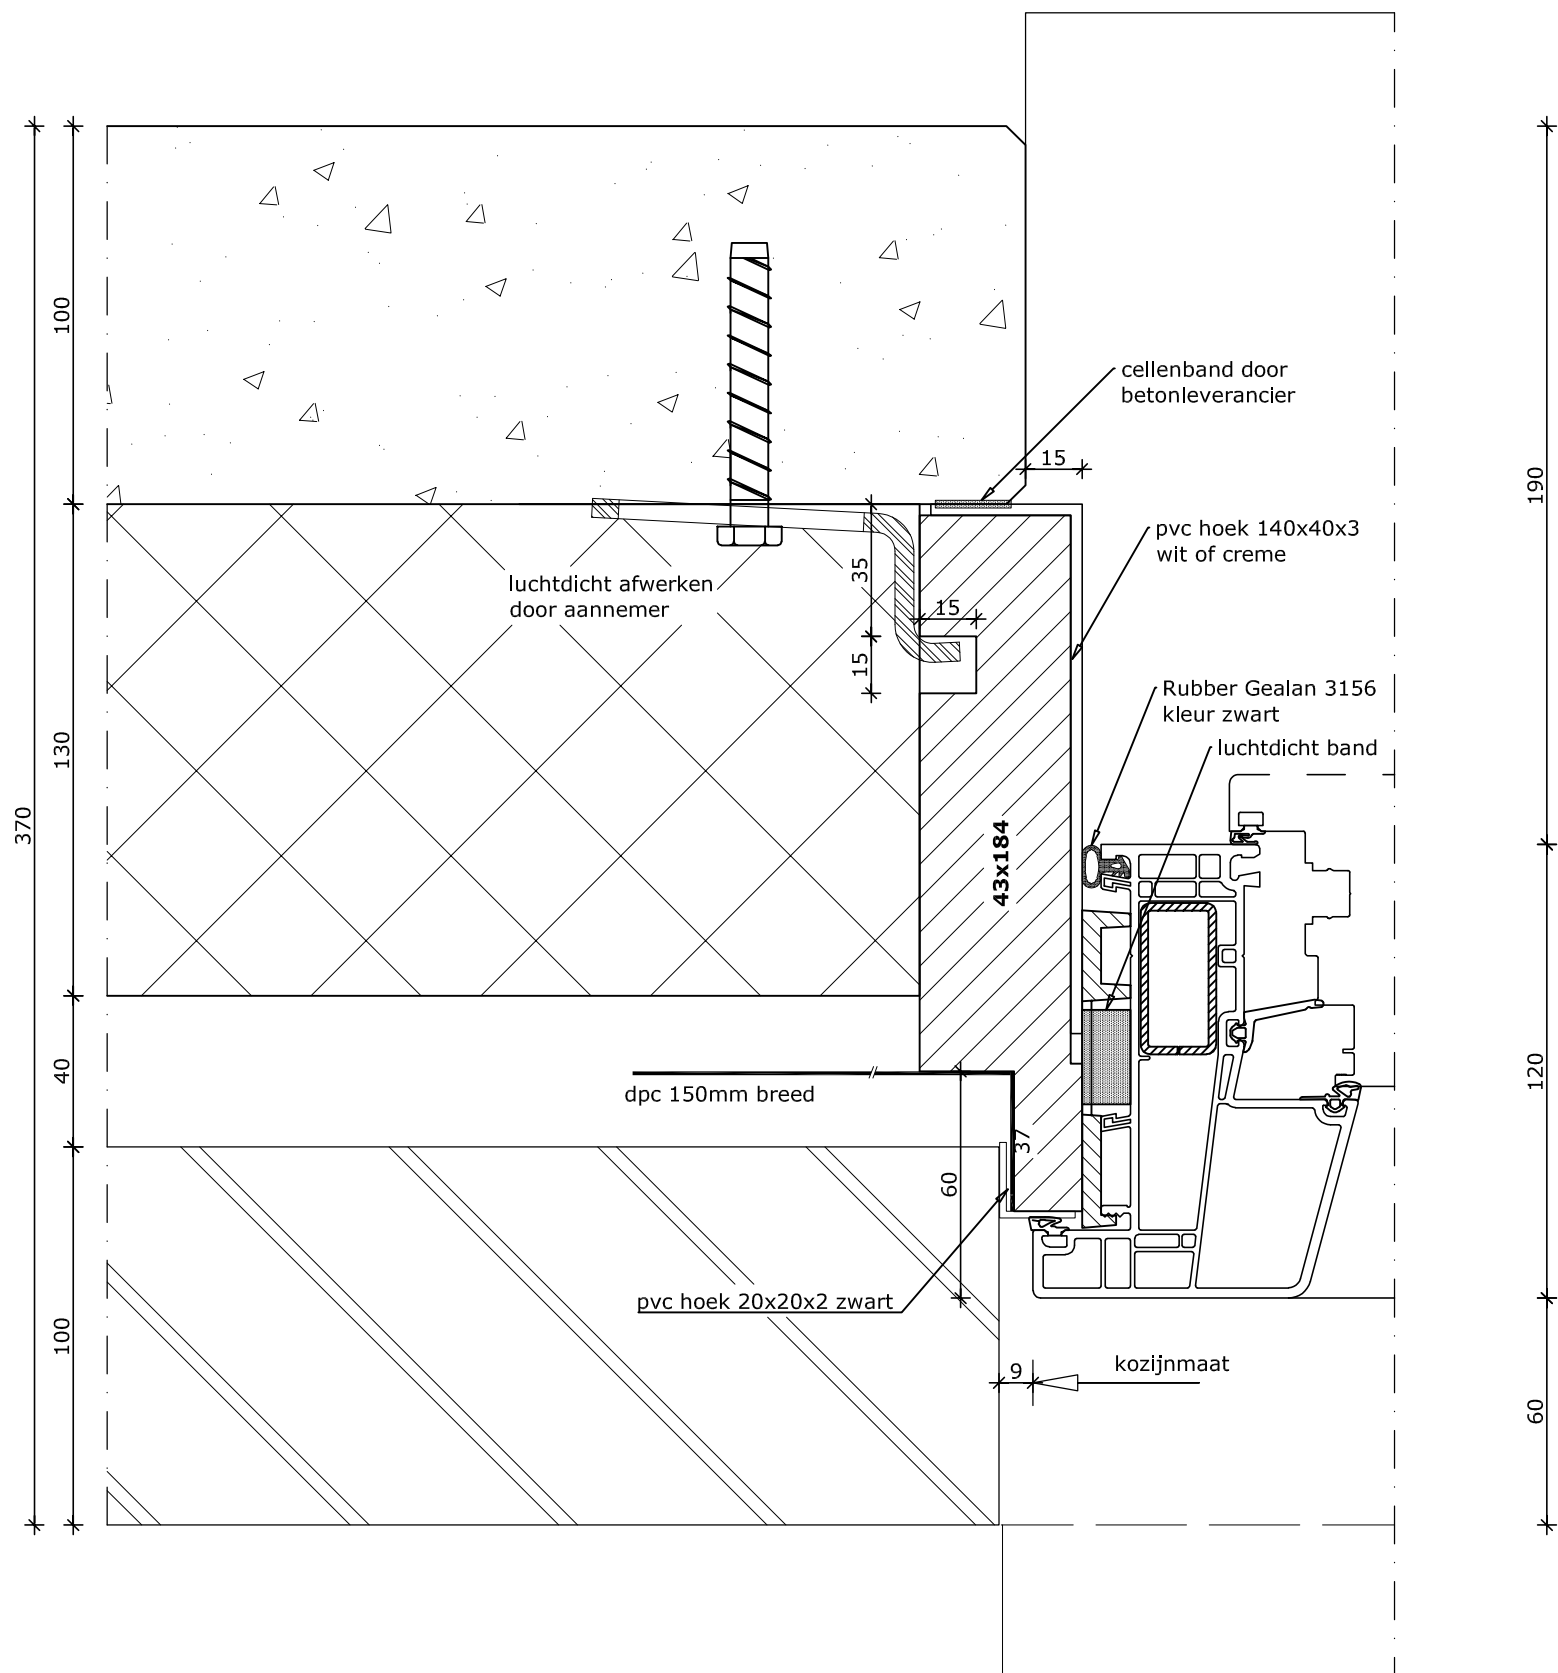 cellenband door
betonleverancier
15
100
190
pvc hoek 140x40x3
wit of creme
luchtdicht afwerken
door aannemer
35
15
15
Rubber Gealan 3156
kleur zwart
luchtdicht band
130
370
43x184
40
dpc 150mm breed
120
37
60
pvc hoek 20x20x2 zwart
100
9
kozijnmaat
60